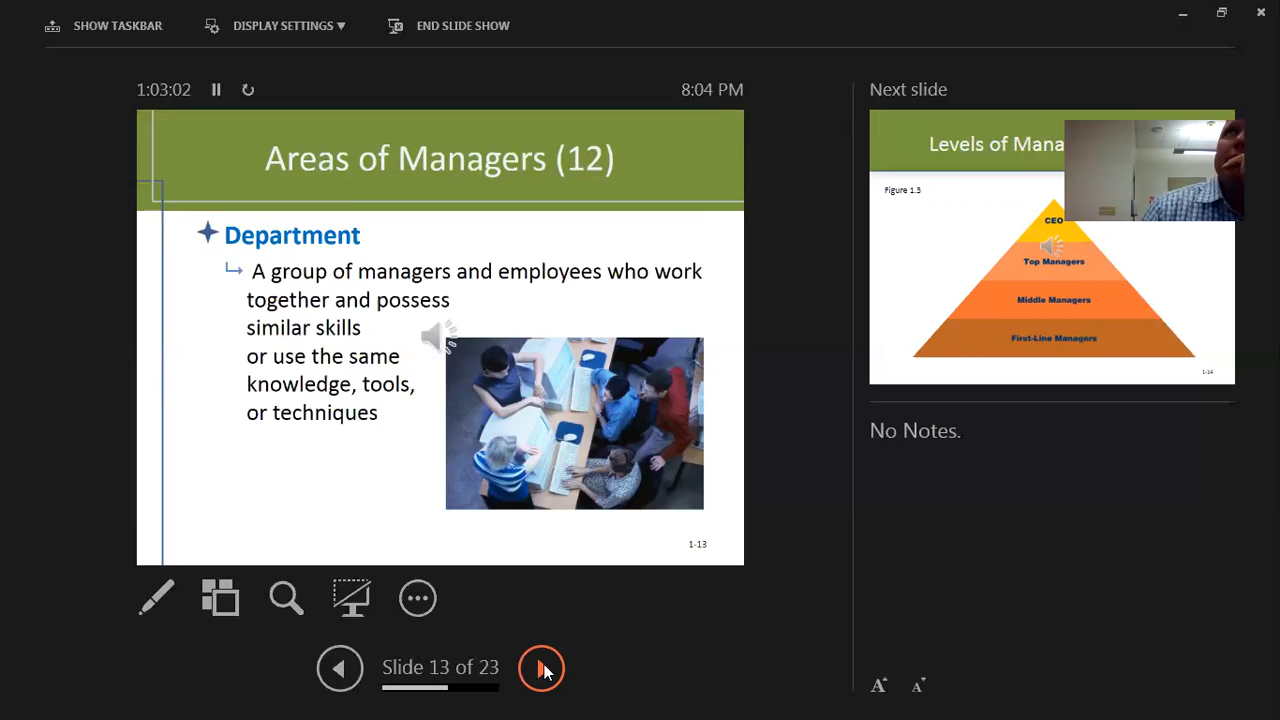 SHOW TASKBAR
DISPLAY SETTINGS ▼
END SLIDE SHOW
1:03:02
8:04 PM
Areas of Managers (12)
Department
A group of managers and employees who work
together and possess
similar skills
or use the same
knowledge, tools,
or techniques
1-13
Slide 13 of 23
Next slide
Levels of Mana
Figure 1.3
CEO
Top Managers
Middle Managers
First-Line Managers
1-14
No Notes.
A A